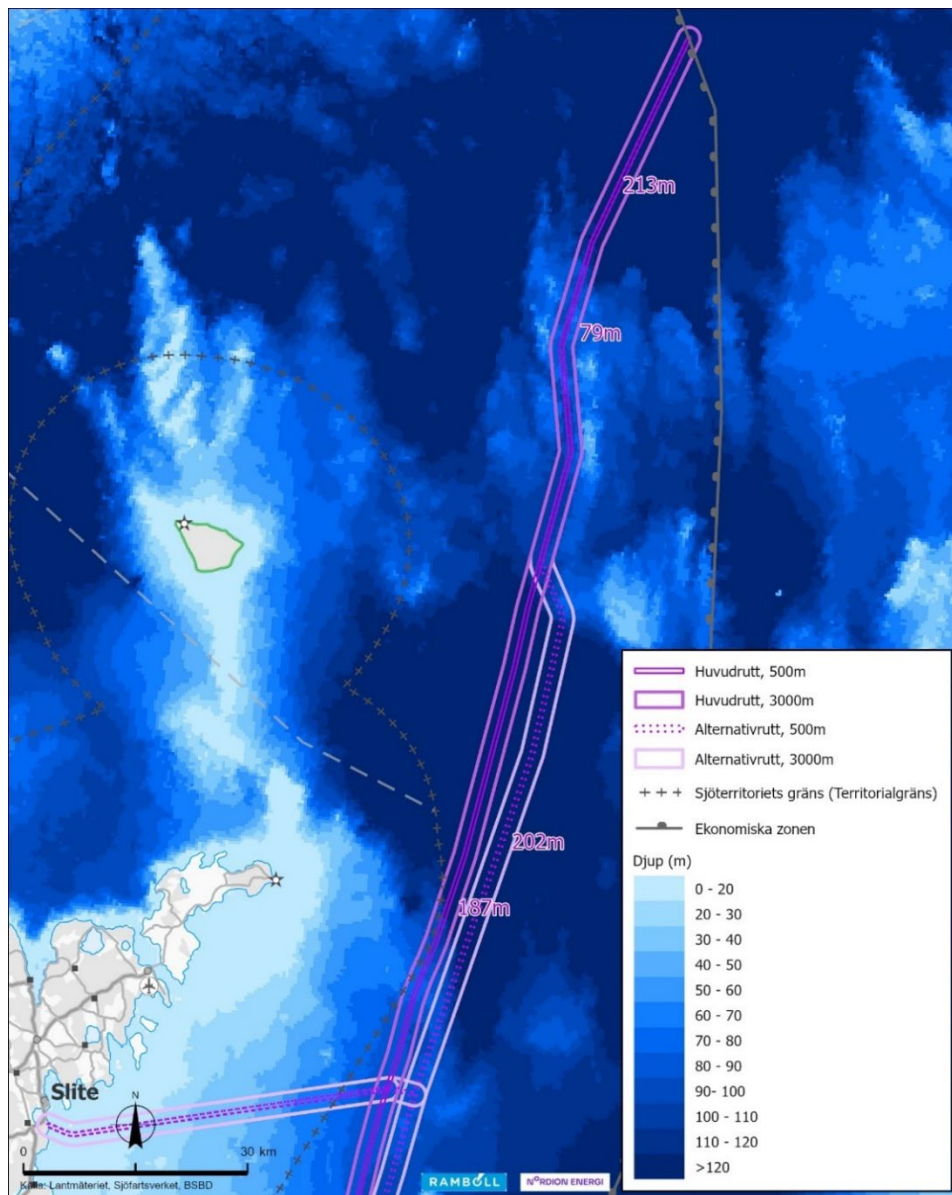 213m
79m
202m
187m
Slite
N
0
30 km
Källa: Lantmäteriet, Sjöfartsverket, BSBD
RAMBOLL
NORDION ENERGI
Huvudrutt, 500m
Huvudrutt, 3000m
Alternativrutt, 500m
Alternativrutt, 3000m
Sjöterritoriets gräns (Territorialgräns)
Ekonomiska zonen
Djup (m)
0 - 20
20 - 30
30 - 40
40 - 50
50 - 60
60 - 70
70 - 80
80 - 90
90- 100
100 - 110
110 - 120
>120